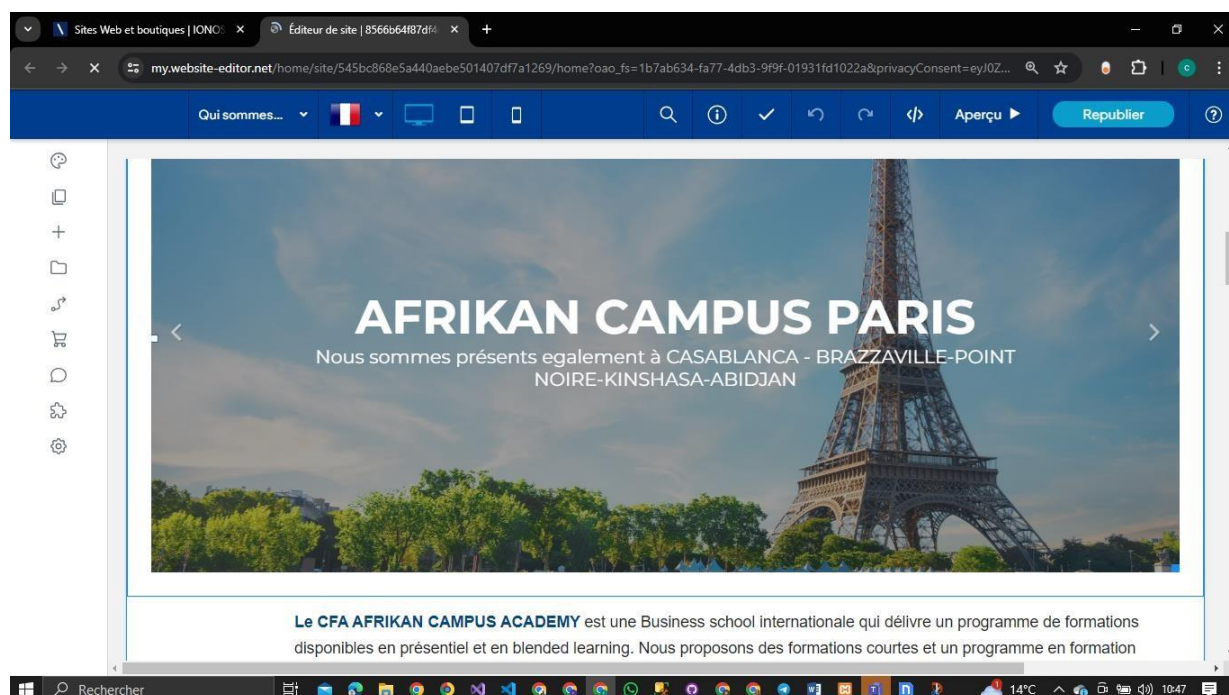 Sites Web et boutiques | IONOS
Éditeur de site | 8566b64f87df4
my.website-editor.net/home/site/545bc868e5a440aebe501407df7a1269/home?oao_fs=1b7ab634-fa77-4db3-9f9f-01931fd1022a&privacyConsent=eyJ0Z...
c
Qui sommes...
Aperçu
Republier
AFRIKAN CAMPUS PARIS
Nous sommes présents egalement à CASABLANCA - BRAZZAVILLE-POINT
NOIRE-KINSHASA-ABIDJAN
Le CFA AFRIKAN CAMPUS ACADEMY est une Business school internationale qui délivre un programme de formations
disponibles en présentiel et en blended learning. Nous proposons des formations courtes et un programme en formation
Rechercher
14°C
10:47